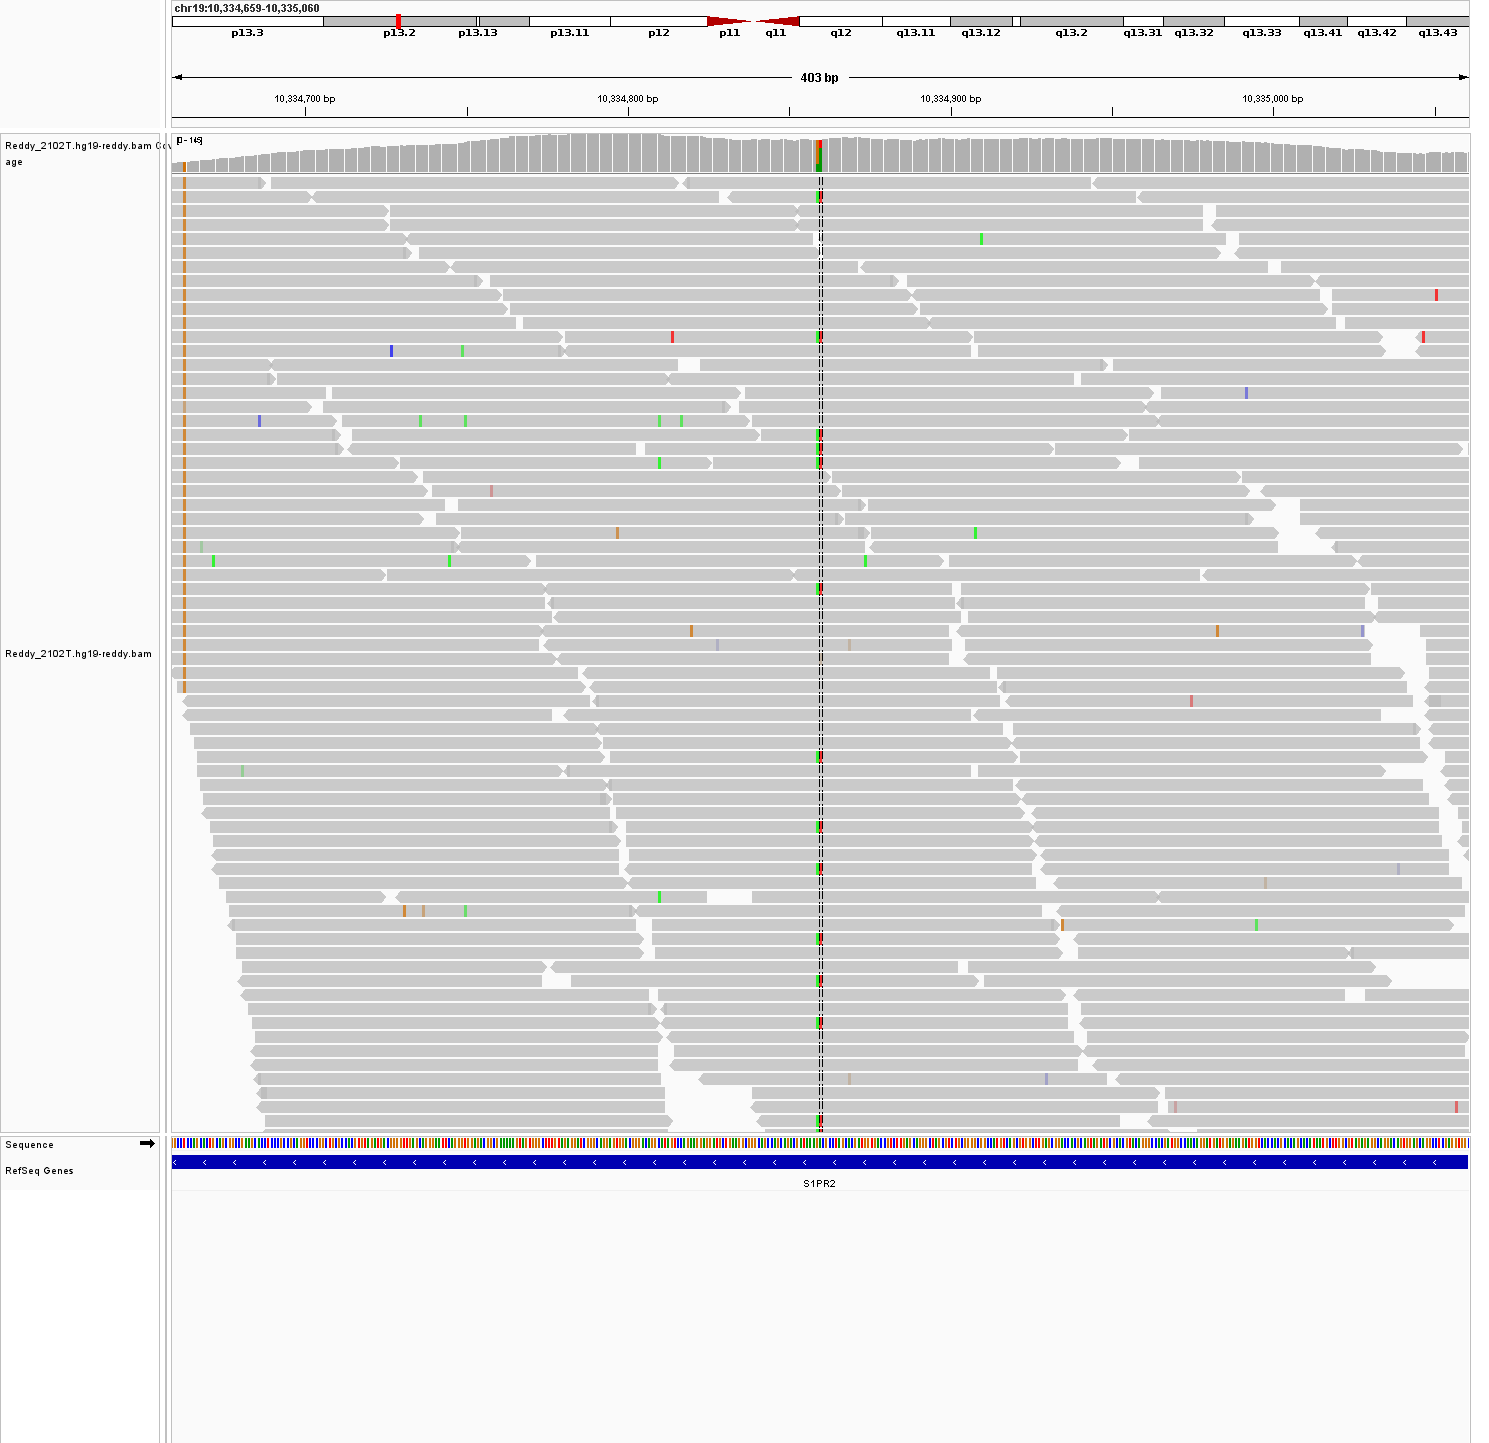 chr19:10,334,659-10,335,060
p13.3 p13.2 p13.13 p13.11 p12 p11 q11 q12 q13.11 q13.12 q13.2 q13.31 q13.32 q13.33 q13.41 q13.42 q13.43
403 bp
10,334,700 bp 10,334,800 bp 10,334,900 bp 10,335,000 bp
Reddy_2102T.hg19-reddy.bam Cov
age
[0 - 145]
Reddy_2102T.hg19-reddy.bam
Sequence
RefSeq Genes
S1PR2